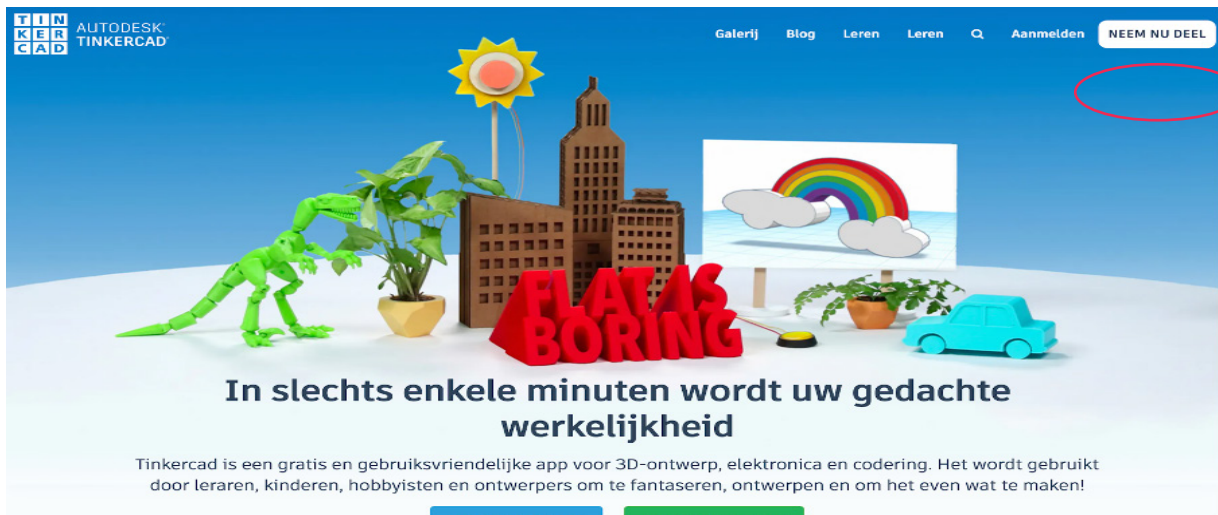 TIN
KER
CAD
AUTODESK®
TINKERCAD®
Galerij Blog Leren Leren Aanmelden NEEM NU DEEL
FLAT IS
BORING
In slechts enkele minuten wordt uw gedachte
werkelijkheid
Tinkercad is een gratis en gebruiksvriendelijke app voor 3D-ontwerp, elektronica en codering. Het wordt gebruikt
door leraren, kinderen, hobbyisten en ontwerpers om te fantaseren, ontwerpen en om het even wat te maken!